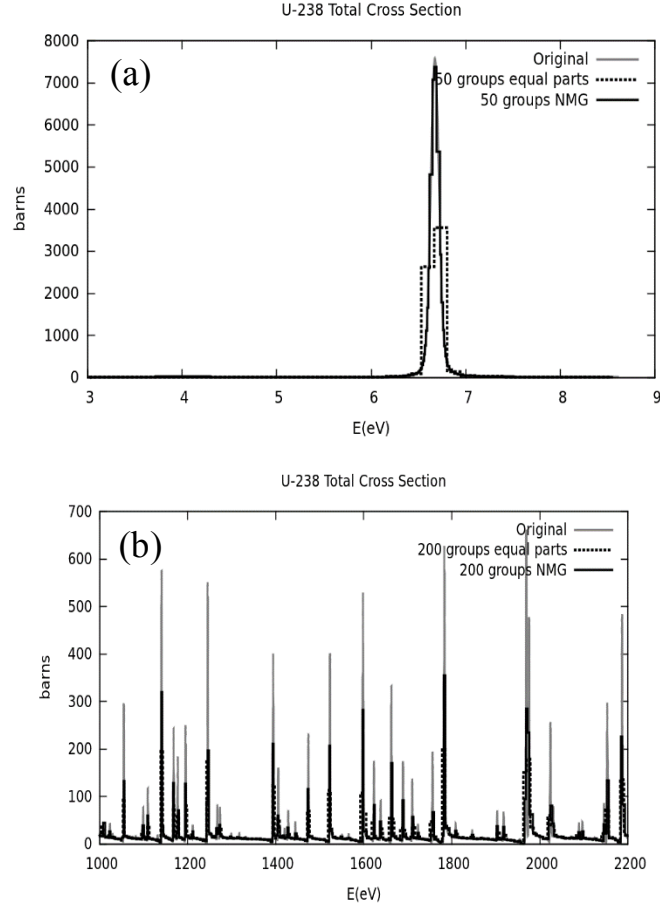 U-238 Total Cross Section
(a)
8000
7000
6000
5000
4000
3000
2000
1000
0
barns
Original
50 groups equal parts
50 groups NMG
3 4 5 6 7 8 9
E(eV)
U-238 Total Cross Section
(b)
700
600
500
400
300
200
100
0
barns
Original
200 groups equal parts
200 groups NMG
1000 1200 1400 1600 1800 2000 2200
E(eV)